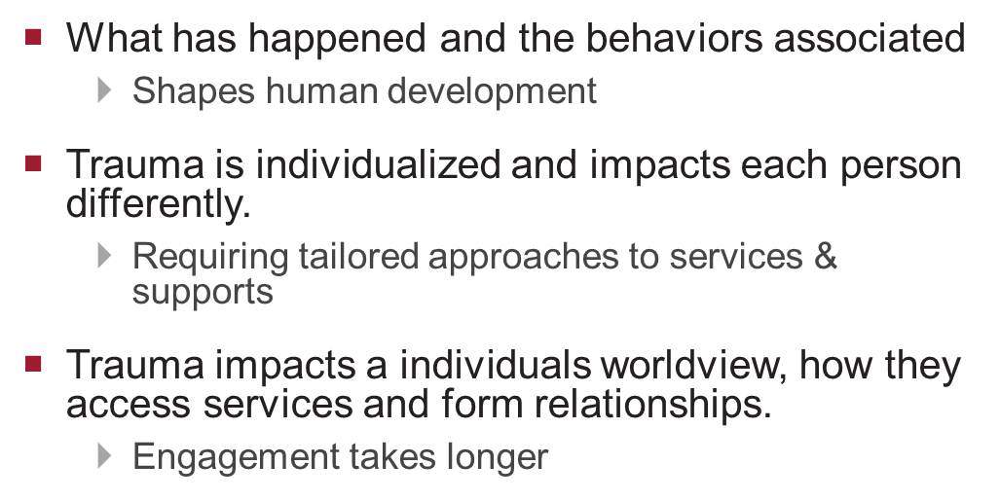 What has happened and the behaviors associated
Shapes human development
Trauma is individualized and impacts each person
differently.
Requiring tailored approaches to services &
supports
Trauma impacts a individuals worldview, how they
access services and form relationships.
Engagement takes longer